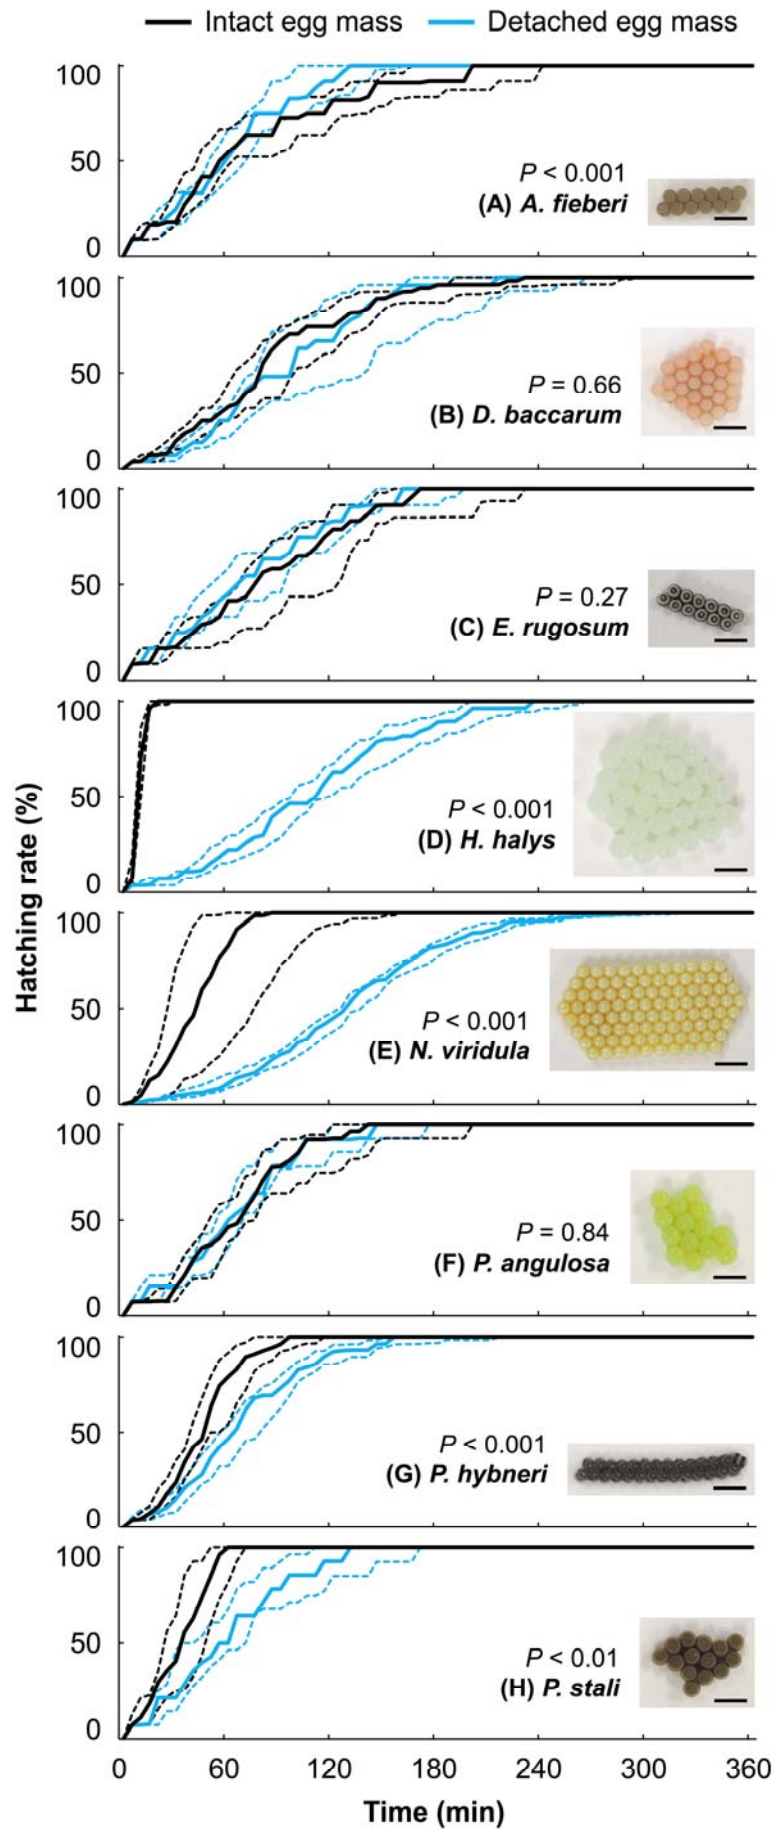 Intact egg mass Detached egg mass
100
50
0
P < 0.001
(A) A. fieberi
100
50
0
P = 0.66
(B) D. baccarum
100
50
0
P = 0.27
(C) E. rugosum
100
50
0
P < 0.001
(D) H. halys
100
50
0
P < 0.001
(E) N. viridula
100
50
0
P = 0.84
(F) P. angulosa
100
50
0
P < 0.001
(G) P. hybneri
100
50
0
P < 0.01
(H) P. stali
Hatching rate (%)
0 60 120 180 240 300 360
Time (min)